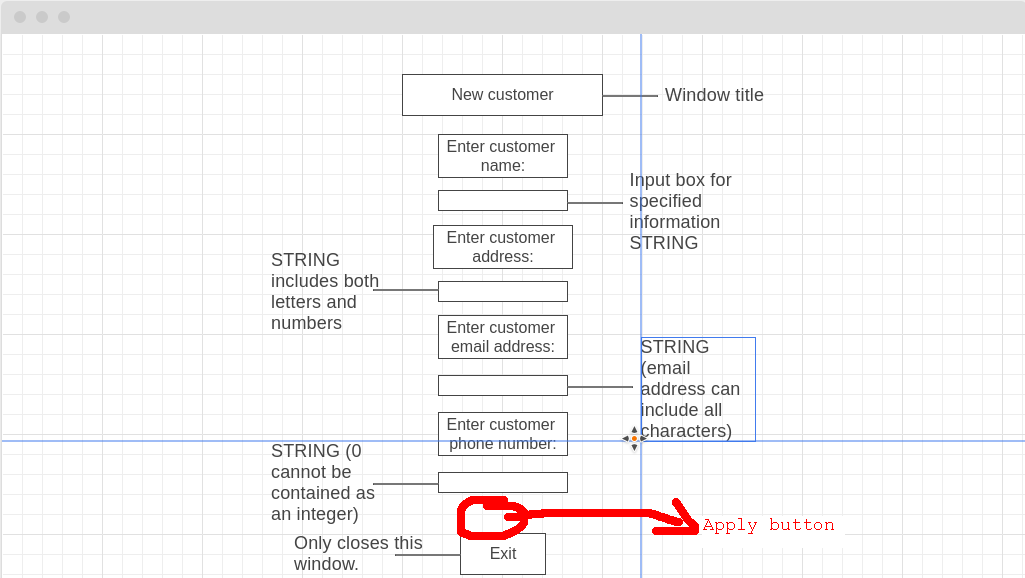 New customer
Window title
Enter customer
name:
Input box for
specified
information
STRING
Enter customer
address:
STRING
includes both
letters and
numbers
Enter customer
email address:
STRING
(email
address can
include all
characters)
Enter customer
phone number:
STRING (0
cannot be
contained as
an integer)
Apply button
Only closes this
window.
Exit